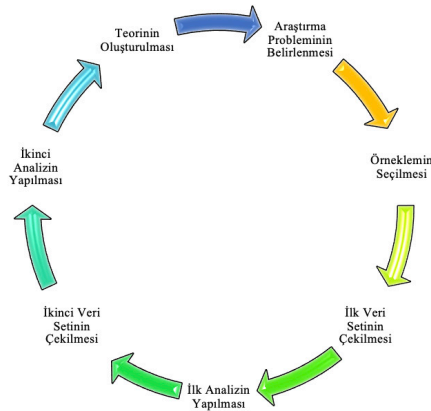 Teorinin
Oluşturulması
Araştırma
Probleminin
Belirlenmesi
Örneklemin
Seçilmesi
İlk Veri
Setinin
Çekilmesi
İlk Analizin
Yapılması
İkinci Veri
Setinin
Çekilmesi
İkinci
Analizin
Yapılması